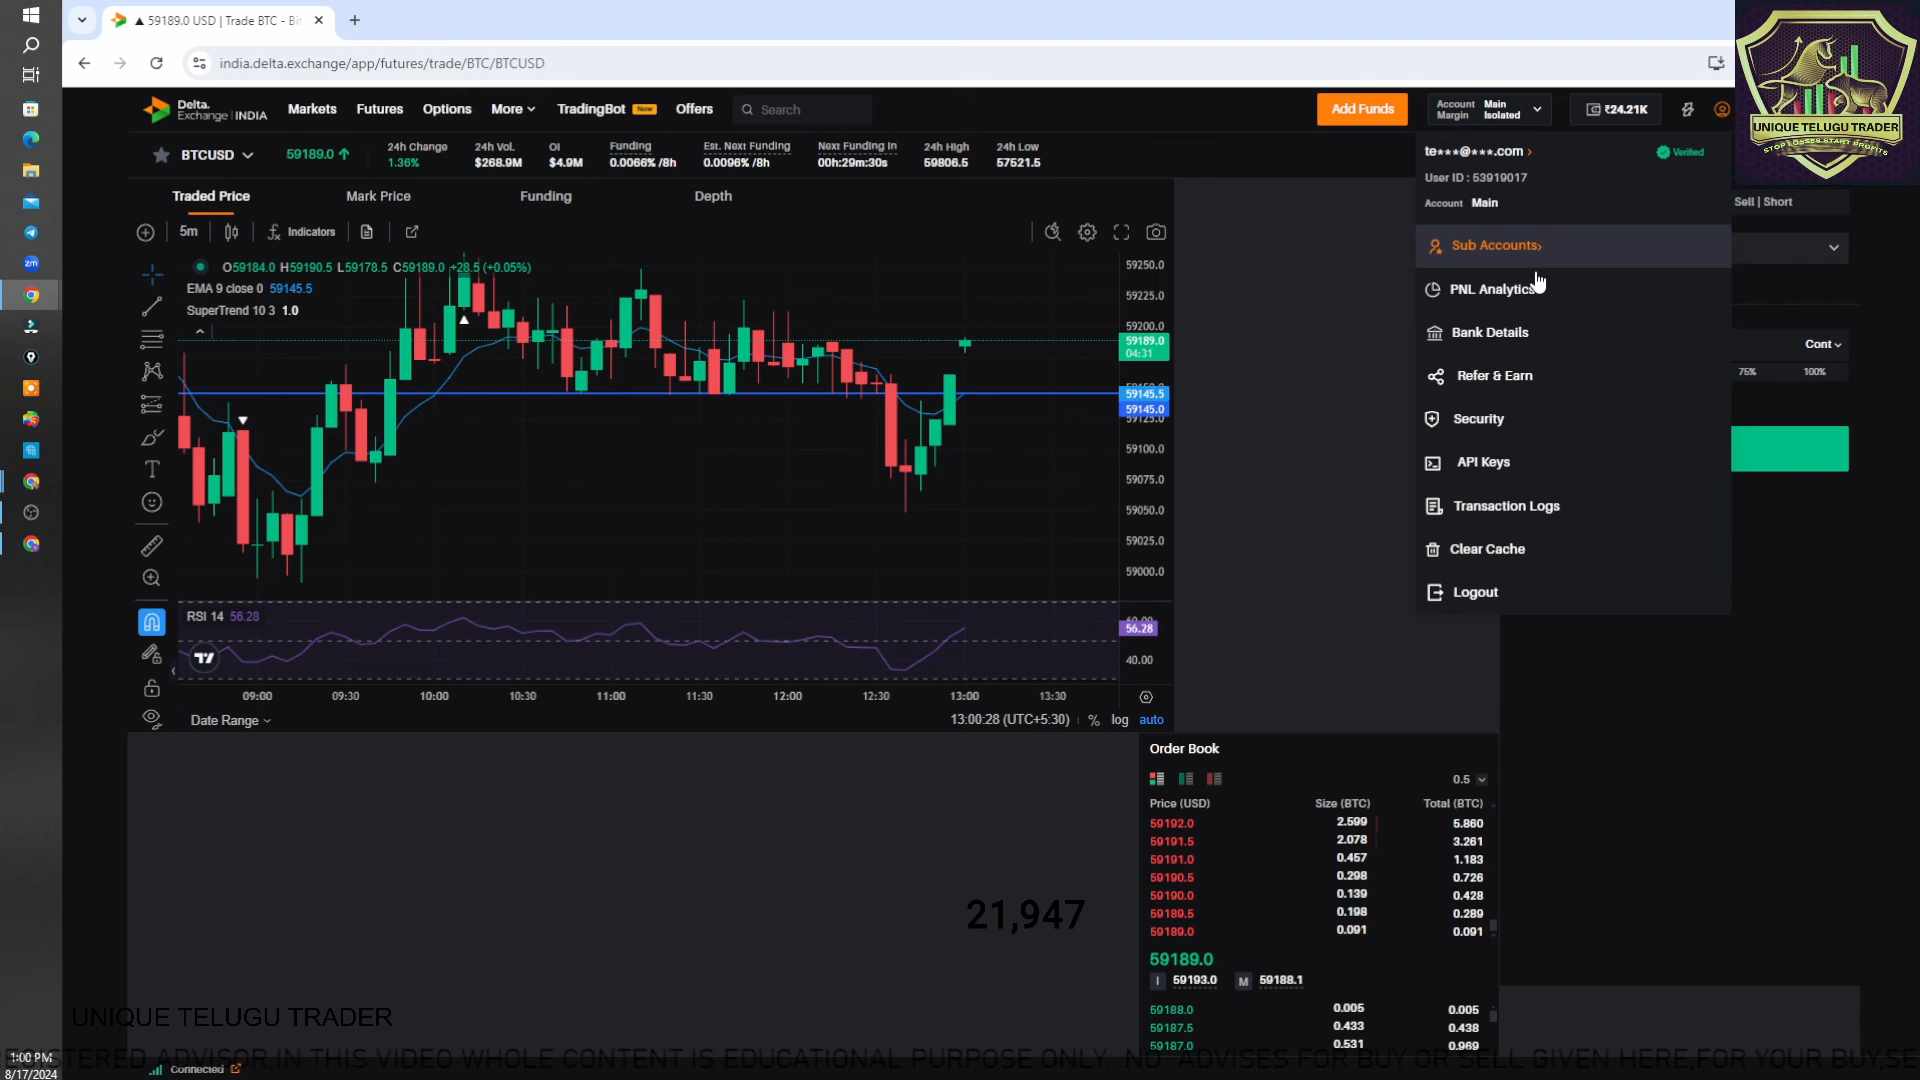 ▲ 59189.0 USD | Trade BTC - Bi
india.delta.exchange/app/futures/trade/BTC/BTCUSD
UNIQUE TELUGU TRADER
STOP LOSSES START PROFITS
Delta.
Exchange | INDIA
Markets Futures Options More TradingBot New Offers Search
Add Funds
Account Main
Margin Isolated
₹24.21K
BTCUSD 59189.0
24h Change 24h Vol. OI Funding Est. Next Funding Next Funding In 24h High 24h Low
1.36% $268.9M $4.9M 0.0066% /8h 0.0096% /8h 00h:29m:30s 59806.5 57521.5
te***@***.com Verified
User ID : 53919017
Account Main
Sub Accounts
PNL Analytics
Bank Details
Refer & Earn
Security
API Keys
Transaction Logs
Clear Cache
Logout
Sell | Short
Cont
75% 100%
Traded Price Mark Price Funding Depth
5m Indicators
O59184.0 H59190.5 L59178.5 C59189.0 +28.5 (+0.05%)
EMA 9 close 0 59145.5
SuperTrend 10 3 1.0
59250.0
59225.0
59200.0
59189.0
04:31
59145.5
59145.0
59125.0
59100.0
59075.0
59050.0
59025.0
59000.0
RSI 14 56.28
56.28
40.00
09:00 09:30 10:00 10:30 11:00 11:30 12:00 12:30 13:00 13:30
Date Range 13:00:28 (UTC+5:30) % log auto
Order Book
0.5
Price (USD) Size (BTC) Total (BTC)
59192.0 2.599 5.860
59191.5 2.078 3.261
59191.0 0.457 1.183
59190.5 0.298 0.726
59190.0 0.139 0.428
59189.5 0.198 0.289
59189.0 0.091 0.091
59189.0
I 59193.0 M 59188.1
59188.0 0.005 0.005
59187.5 0.433 0.438
59187.0 0.531 0.969
21,947
UNIQUE TELUGU TRADER
EGISTERED ADVISOR,IN THIS VIDEO WHOLE CONTENT IS EDUCATIONAL PURPOSE ONLY. NO ADVISES FOR BUY OR SELL GIVEN HERE,FOR YOUR BUY,SE
Connected
zm
1:00 PM
8/17/2024